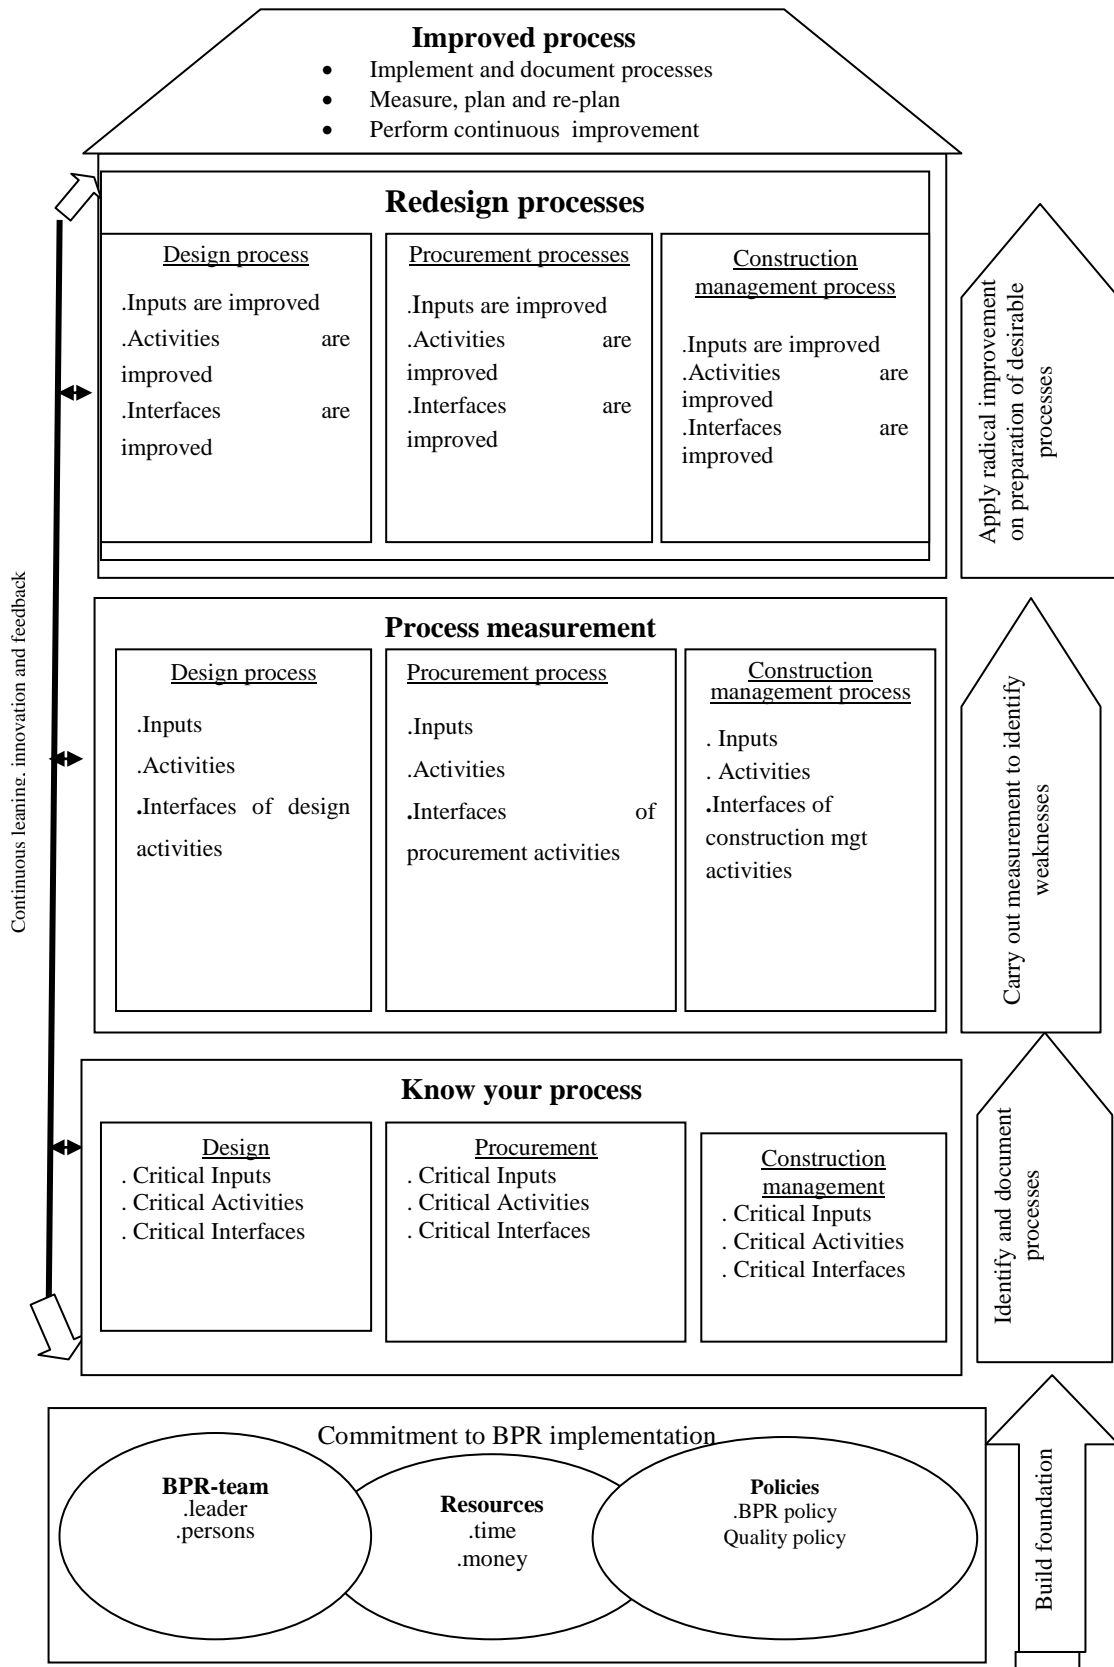 Improved process
• Implement and document processes
• Measure, plan and re-plan
• Perform continuous improvement
Redesign processes
Design process
.Inputs are improved
.Activities are
improved
.Interfaces are
improved
Procurement processes
.Inputs are improved
.Activities are
improved
.Interfaces are
improved
Construction
management process
.Inputs are improved
.Activities are
improved
.Interfaces are
improved
Apply radical improvement
on preparation of desirable
processes
Continuous leaning, innovation and feedback
Process measurement
Design process
.Inputs
.Activities
.Interfaces of design
activities
Procurement process
.Inputs
.Activities
.Interfaces of
procurement activities
Construction
management process
. Inputs
. Activities
.Interfaces of
construction mgt
activities
Carry out measurement to identify
weaknesses
Know your process
Design
. Critical Inputs
. Critical Activities
. Critical Interfaces
Procurement
. Critical Inputs
. Critical Activities
. Critical Interfaces
Construction
management
. Critical Inputs
. Critical Activities
. Critical Interfaces
Identify and document
processes
Commitment to BPR implementation
BPR-team
.leader
.persons
Resources
.time
.money
Policies
.BPR policy
Quality policy
Build foundation